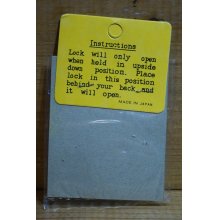 Instructions
Lock will only open
when held in upside
down position. Place
lock in this position
behind your back and
it will open.
MADE IN JAPAN